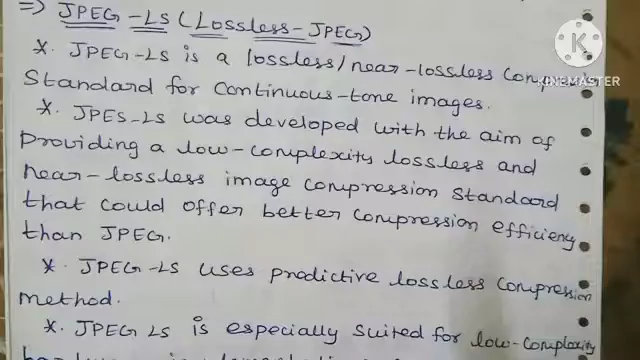 => JPEG-LS (Lossless-JPEG)
* JPEG-LS is a lossless/near-lossless
Standard for continuous-tone images.
* JPES-LS was developed with the aim of
Providing a low-complexity lossless and
near-lossless image compression Standard
that could offer better compression efficiency
than JPEG.
* JPEG-LS uses predictive lossless compression
method.
* JPEG LS is especially suited for low-complexity
K
KINEMASTER